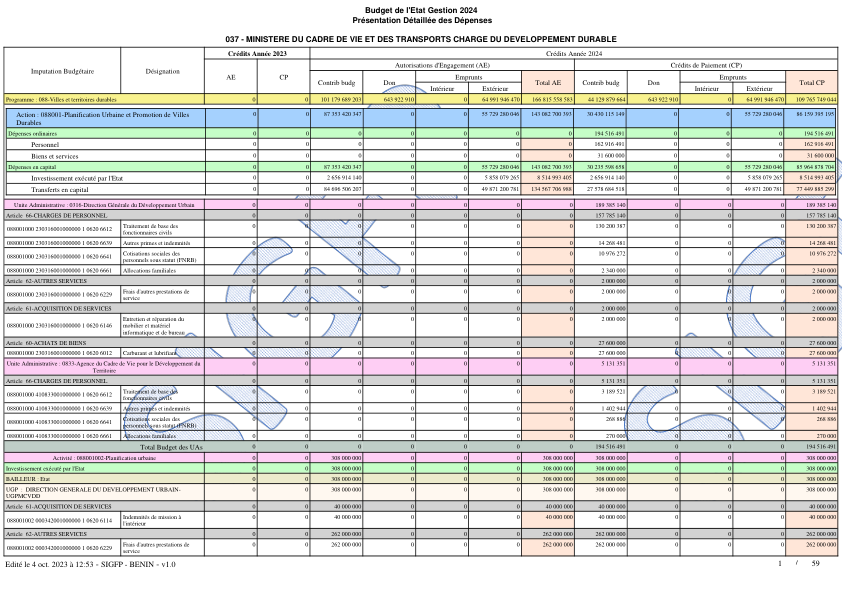 Budget de l'Etat Gestion 2024
Présentation Détaillée des Dépenses
037 - MINISTERE DU CADRE DE VIE ET DES TRANSPORTS CHARGE DU DEVELOPPEMENT DURABLE
Imputation Budgétaire Désignation Crédits Année 2023 Crédits Année 2024
AE CP Autorisations d'Engagement (AE) Crédits de Paiement (CP)
Contrib budg Don Emprunts Total AE Contrib budg Don Emprunts Total CP
Intérieur Extérieur Intérieur Extérieur
Programme : 088-Villes et territoires durables 0 0 101 179 689 203 643 922 910 0 64 991 946 470 166 815 558 583 44 129 879 664 643 922 910 0 64 991 946 470 109 765 749 044
Action : 088001-Planification Urbaine et Promotion de Villes Durables 0 0 87 353 420 347 0 0 55 729 280 046 143 082 700 393 30 430 115 149 0 0 55 729 280 046 86 159 395 195
Dépenses ordinaires 0 0 0 0 0 0 0 194 516 491 0 0 0 194 516 491
Personnel 0 0 0 0 0 0 0 162 916 491 0 0 0 162 916 491
Biens et services 0 0 0 0 0 0 0 31 600 000 0 0 0 31 600 000
Dépenses en capital 0 0 87 353 420 347 0 0 55 729 280 046 143 082 700 393 30 235 598 658 0 0 55 729 280 046 85 964 878 704
Investissement exécuté par l'Etat 0 0 2 656 914 140 0 0 5 858 079 265 8 514 993 405 2 656 914 140 0 0 5 858 079 265 8 514 993 405
Transferts en capital 0 0 84 696 506 207 0 0 49 871 200 781 134 567 706 988 27 578 684 518 0 0 49 871 200 781 77 449 885 299
Unite Administrative : 0316-Direction Générale du Développement Urbain 0 0 0 0 0 0 0 189 385 140 0 0 0 189 385 140
Article 66-CHARGES DE PERSONNEL 0 0 0 0 0 0 0 157 785 140 0 0 0 157 785 140
088001000 2303160010000000 1 0620 6612 Traitement de base des fonctionnaires civils 0 0 0 0 0 0 0 130 200 387 0 0 0 130 200 387
088001000 2303160010000000 1 0620 6639 Autres primes et indemnités 0 0 0 0 0 0 0 14 268 481 0 0 0 14 268 481
088001000 2303160010000000 1 0620 6641 Cotisations sociales des personnels sous statut (FNRB) 0 0 0 0 0 0 0 10 976 272 0 0 0 10 976 272
088001000 2303160010000000 1 0620 6661 Allocations familiales 0 0 0 0 0 0 0 2 340 000 0 0 0 2 340 000
Article 62-AUTRES SERVICES 0 0 0 0 0 0 0 2 000 000 0 0 0 2 000 000
088001000 2303160010000000 1 0620 6229 Frais d'autres prestations de service 0 0 0 0 0 0 0 2 000 000 0 0 0 2 000 000
Article 61-ACQUISITION DE SERVICES 0 0 0 0 0 0 0 2 000 000 0 0 0 2 000 000
088001000 2303160010000000 1 0620 6146 Entretien et réparation du mobilier et matériel informatique et de bureau 0 0 0 0 0 0 0 2 000 000 0 0 0 2 000 000
Article 60-ACHATS DE BIENS 0 0 0 0 0 0 0 27 600 000 0 0 0 27 600 000
088001000 2303160010000000 1 0620 6012 Carburant et lubrifiant 0 0 0 0 0 0 0 27 600 000 0 0 0 27 600 000
Unite Administrative : 0833-Agence du Cadre de Vie pour le Développement du Territoire 0 0 0 0 0 0 0 5 131 351 0 0 0 5 131 351
Article 66-CHARGES DE PERSONNEL 0 0 0 0 0 0 0 5 131 351 0 0 0 5 131 351
088001000 4108330010000000 1 0620 6612 Traitement de base des fonctionnaires civils 0 0 0 0 0 0 0 3 189 521 0 0 0 3 189 521
088001000 4108330010000000 1 0620 6639 Autres primes et indemnités 0 0 0 0 0 0 0 1 402 944 0 0 0 1 402 944
088001000 4108330010000000 1 0620 6641 Cotisations sociales des personnels sous statut (FNRB) 0 0 0 0 0 0 0 268 886 0 0 0 268 886
088001000 4108330010000000 1 0620 6661 Allocations familiales 0 0 0 0 0 0 0 270 000 0 0 0 270 000
Total Budget des UAs 0 0 0 0 0 0 0 194 516 491 0 0 0 194 516 491
Activité : 088001002-Planification urbaine 0 0 308 000 000 0 0 0 308 000 000 308 000 000 0 0 0 308 000 000
Investissement exécuté par l'Etat 0 0 308 000 000 0 0 0 308 000 000 308 000 000 0 0 0 308 000 000
BAILLEUR : Etat 0 0 308 000 000 0 0 0 308 000 000 308 000 000 0 0 0 308 000 000
UGP : DIRECTION GENERALE DU DEVELOPPEMENT URBAIN-UGPMCVDD 0 0 308 000 000 0 0 0 308 000 000 308 000 000 0 0 0 308 000 000
Article 61-ACQUISITION DE SERVICES 0 0 40 000 000 0 0 0 40 000 000 40 000 000 0 0 0 40 000 000
088001002 0003420010000000 1 0620 6114 Indemnités de mission à l'intérieur 0 0 40 000 000 0 0 0 40 000 000 40 000 000 0 0 0 40 000 000
Article 62-AUTRES SERVICES 0 0 262 000 000 0 0 0 262 000 000 262 000 000 0 0 0 262 000 000
088001002 0003420010000000 1 0620 6229 Frais d'autres prestations de service 0 0 262 000 000 0 0 0 262 000 000 262 000 000 0 0 0 262 000 000
Edité le 4 oct. 2023 à 12:53 - SIGFP - BENIN - v1.0 1 / 59